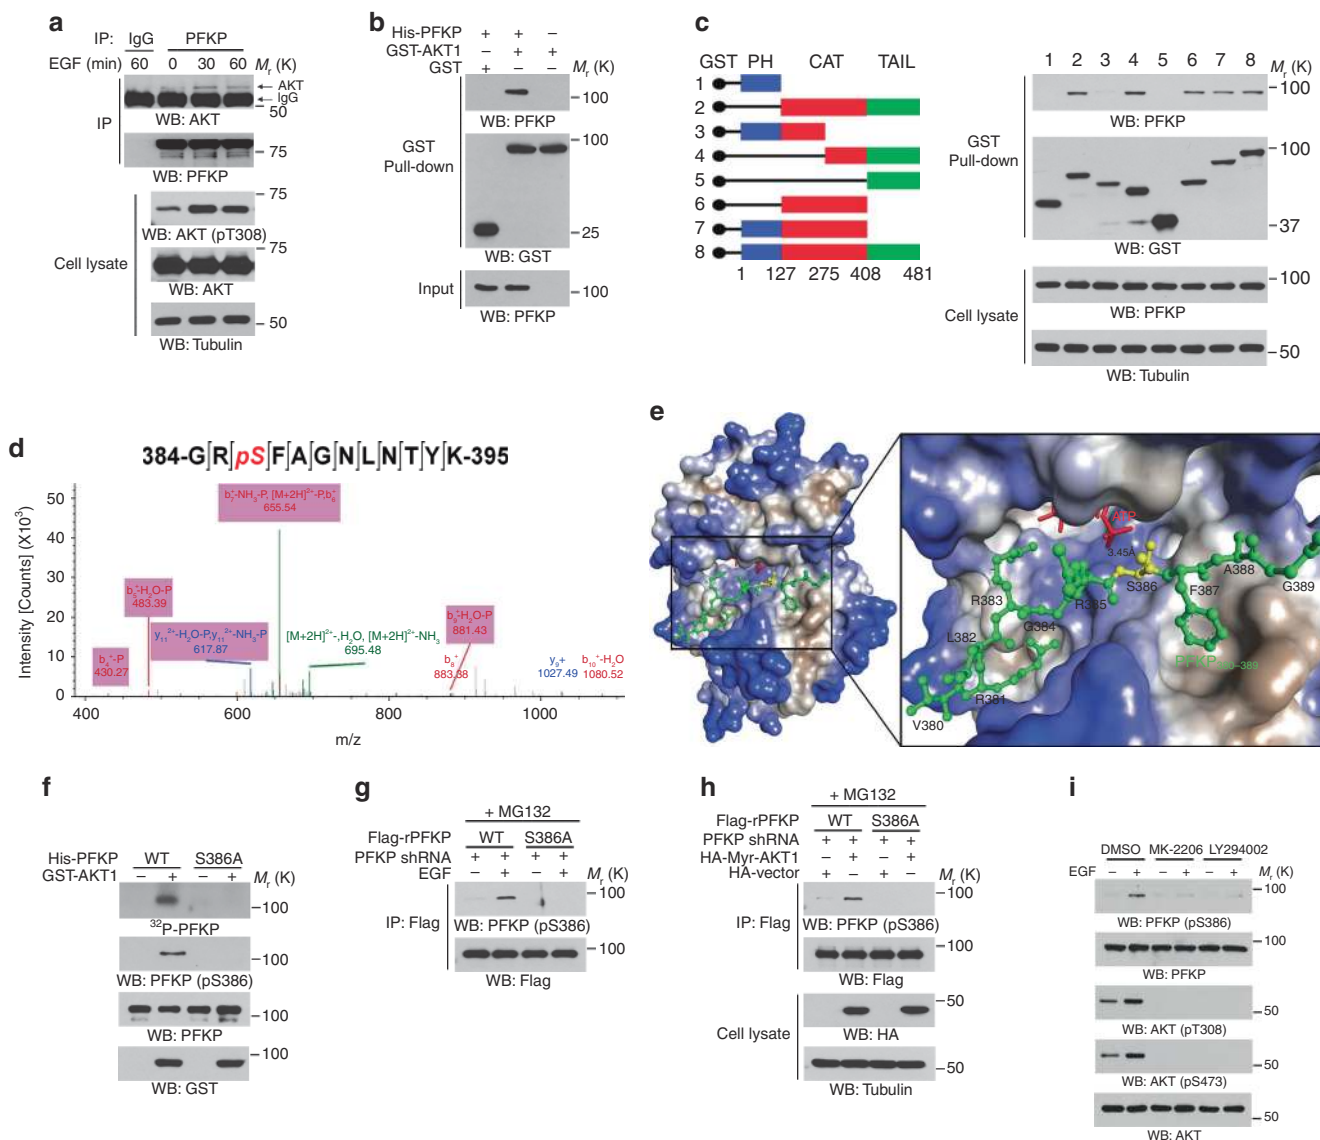 a
IP: IgG PFKP
EGF (min) 60 0 30 60 Mr (K)
AKT
IgG
50
WB: AKT
IP
75
WB: PFKP
75
WB: AKT (pT308)
75
Cell lysate
WB: AKT
50
WB: Tubulin
b
His-PFKP + + –
GST-AKT1 – + +
GST + – – Mr (K)
100
WB: PFKP
100
GST
Pull-down
25
WB: GST
Input
100
WB: PFKP
c
GST PH CAT TAIL
1
2
3
4
5
6
7
8
1 127 275 408 481
1 2 3 4 5 6 7 8 Mr (K)
100
WB: PFKP
GST
Pull-down
100
37
WB: GST
100
WB: PFKP
Cell lysate
50
WB: Tubulin
d
384-GRpSFAGNLNTYK-395
Intensity [Counts] (X10³)
50
40
30
20
10
0
655.54
483.39
y₁₁²⁺-H₂O-P,y₁₁²⁺-NH₃-P
617.87
[M+2H]²⁺-,H₂O, [M+2H]²⁺-NH₃
695.48
881.43
430.27
883.38
y₉+
1027.49
b₁₀⁺-H₂O
1080.52
400 600 800 1000
m/z
e
ATP
3.45Å
R383
R385
S386
A388
F387
G389
G384
L382
R381
V380
PFKP380–389
f
His-PFKP WT S386A
GST-AKT1 – + – + Mr (K)
100
³²P-PFKP
100
WB: PFKP (pS386)
100
WB: PFKP
100
WB: GST
g
+ MG132
Flag-rPFKP WT S386A
PFKP shRNA + + + +
EGF – + – + Mr (K)
100
IP: Flag
WB: PFKP (pS386)
100
WB: Flag
h
+ MG132
Flag-rPFKP WT S386A
PFKP shRNA + + + +
HA-Myr-AKT1 – + – +
HA-vector + – + – Mr (K)
100
IP: Flag
WB: PFKP (pS386)
100
WB: Flag
50
Cell lysate
WB: HA
50
WB: Tubulin
i
DMSO MK-2206 LY294002
EGF – + – + – + Mr (K)
100
WB: PFKP (pS386)
100
WB: PFKP
50
WB: AKT (pT308)
50
WB: AKT (pS473)
50
WB: AKT